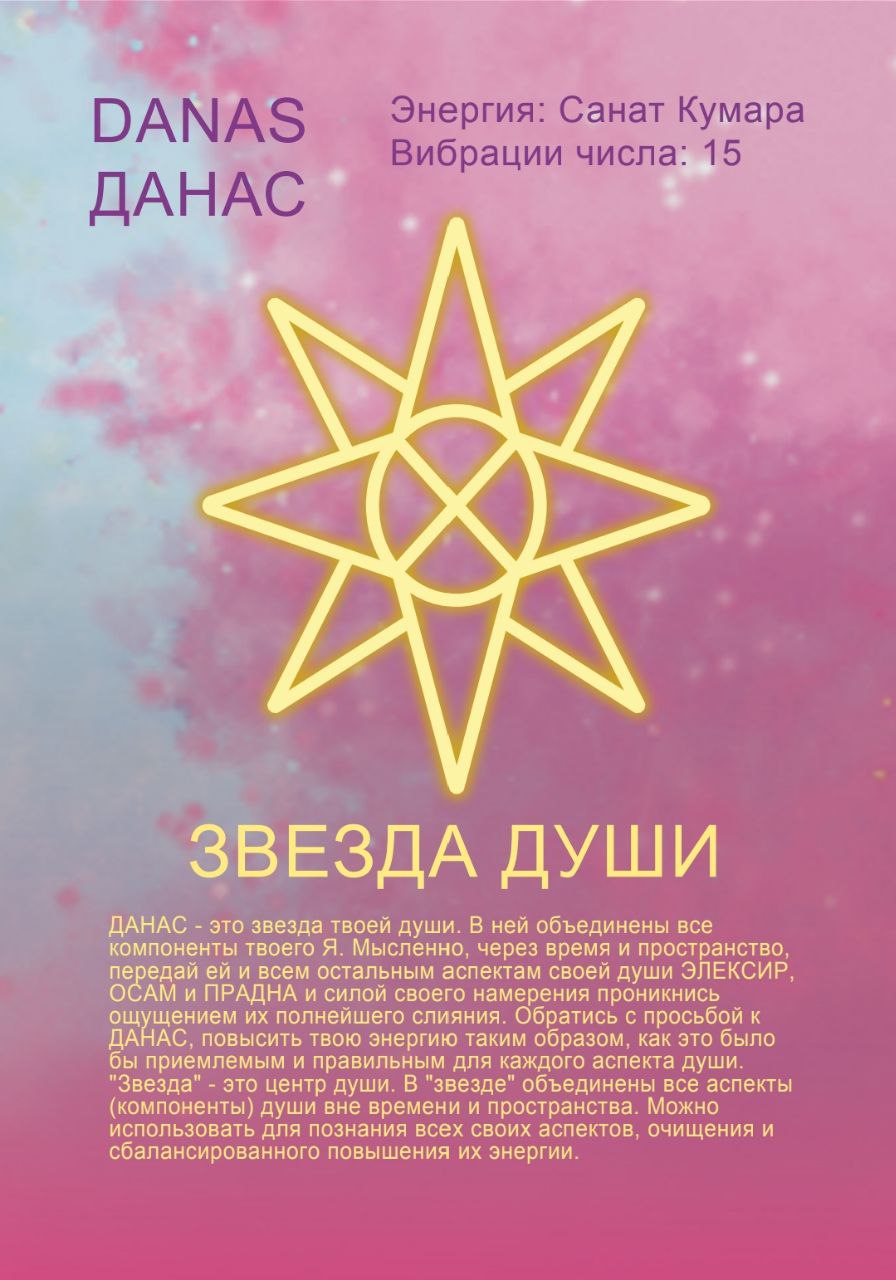 DANAS
ДАНАС
Энергия: Санат Кумара
Вибрации числа: 15
ЗВЕЗДА ДУШИ
ДАНАС - это звезда твоей души. В ней объединены все
компоненты твоего Я. Мысленно, через время и пространство,
передай ей и всем остальным аспектам своей души ЭЛЕКСИР,
ОСАМ и ПРАДНА и силой своего намерения проникнись
ощущением их полнейшего слияния. Обратись с просьбой к
ДАНАС, повысить твою энергию таким образом, как это было
бы приемлемым и правильным для каждого аспекта души.
"Звезда" - это центр души. В "звезде" объединены все аспекты
(компоненты) души вне времени и пространства. Можно
использовать для познания всех своих аспектов, очищения и
сбалансированного повышения их энергии.